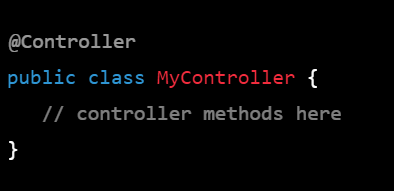 @Controller
public class MyController {
// controller methods here
}